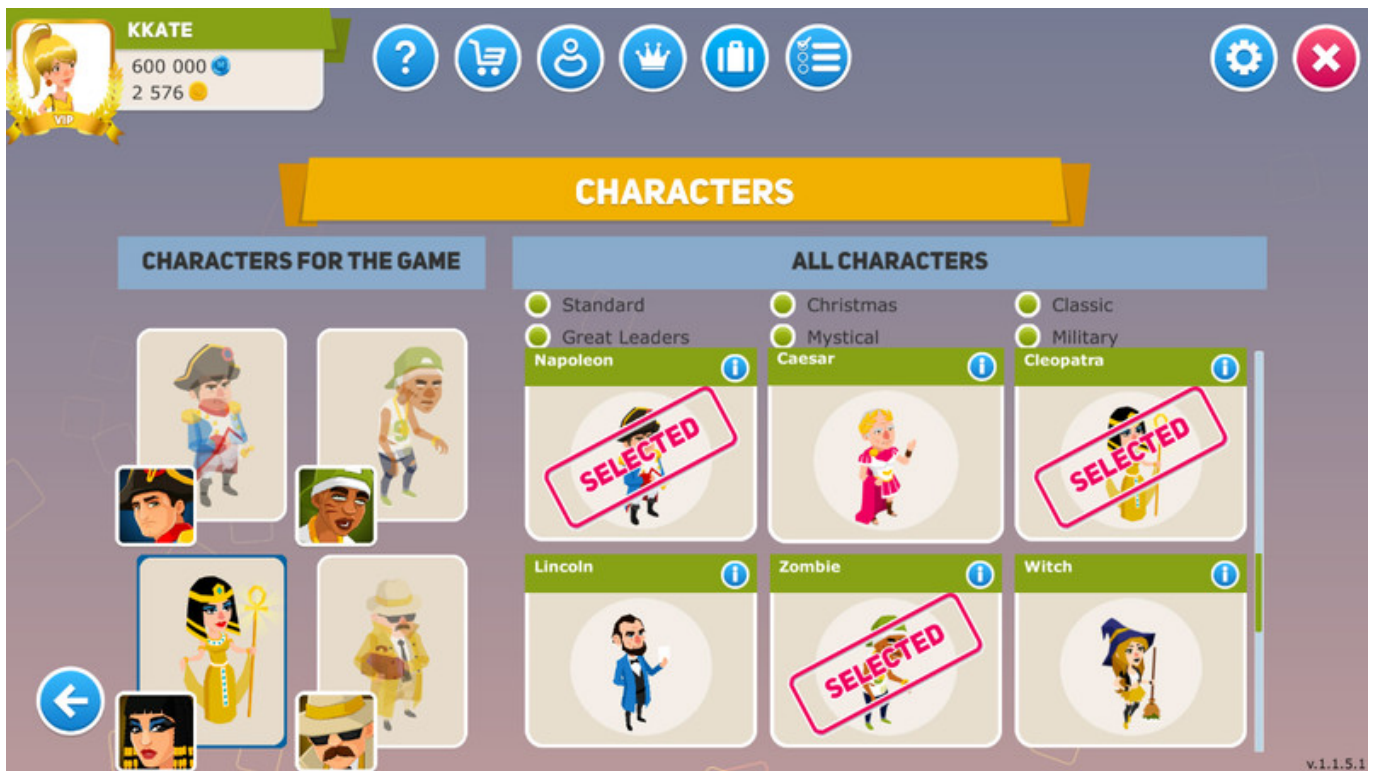 KKATE
600 000
2 576
VIP
?
CHARACTERS
CHARACTERS FOR THE GAME
ALL CHARACTERS
Standard
Christmas
Classic
Great Leaders
Mystical
Military
Napoleon
i
Caesar
i
Cleopatra
i
SELECTED
SELECTED
9
Lincoln
i
Zombie
i
Witch
i
SELECTED
v.1.1.5.1